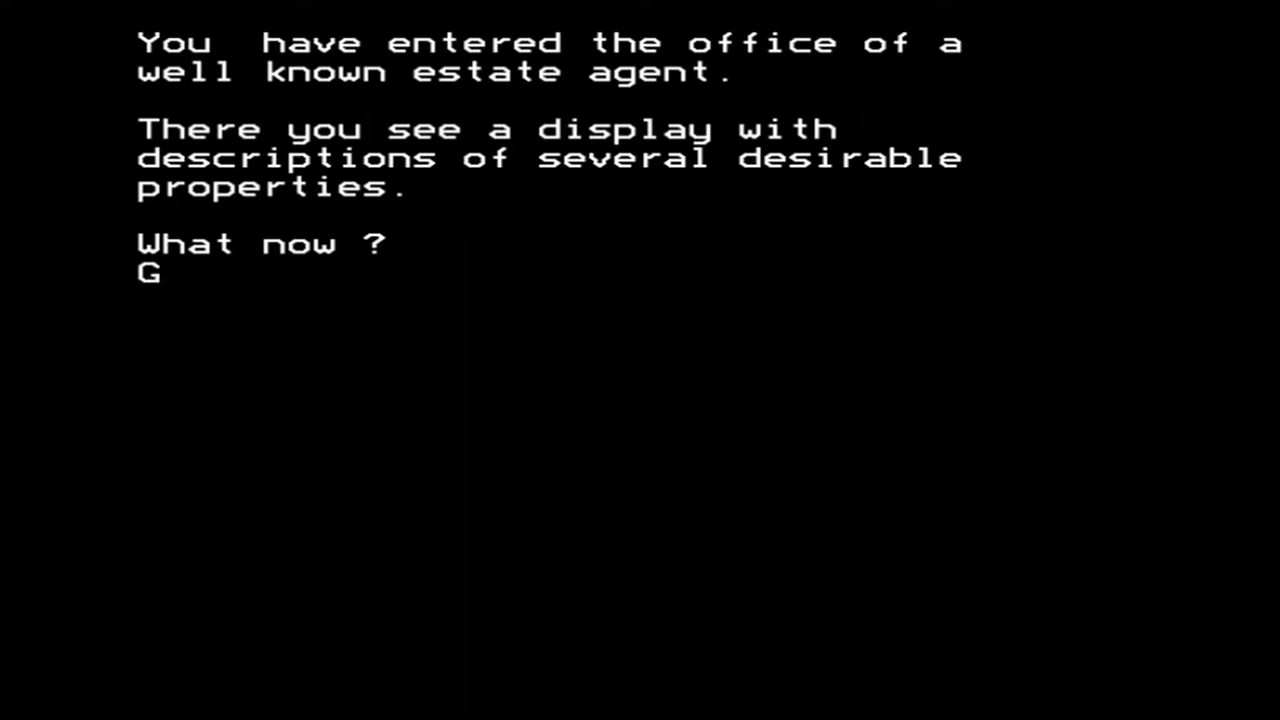 You  have entered the office of a
well known estate agent.
There you see a display with
descriptions of several desirable
properties.
What now ?
G